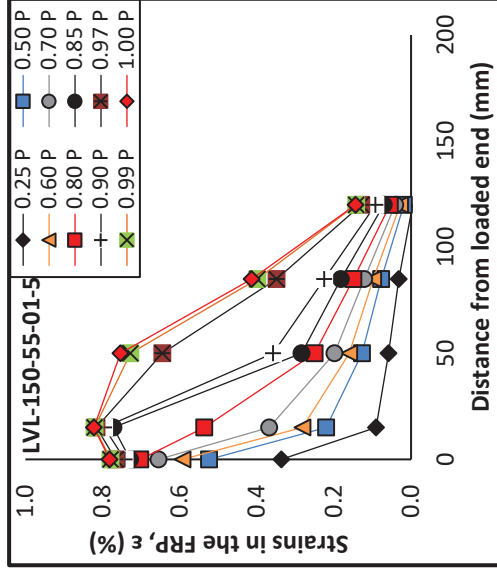 LVL-150-55-01-5
0.25 P
0.50 P
0.60 P
0.70 P
0.80 P
0.85 P
0.90 P
0.97 P
0.99 P
1.00 P
Strains in the FRP, ε (%)
1.0
0.8
0.6
0.4
0.2
0.0
0
50
100
150
200
Distance from loaded end (mm)